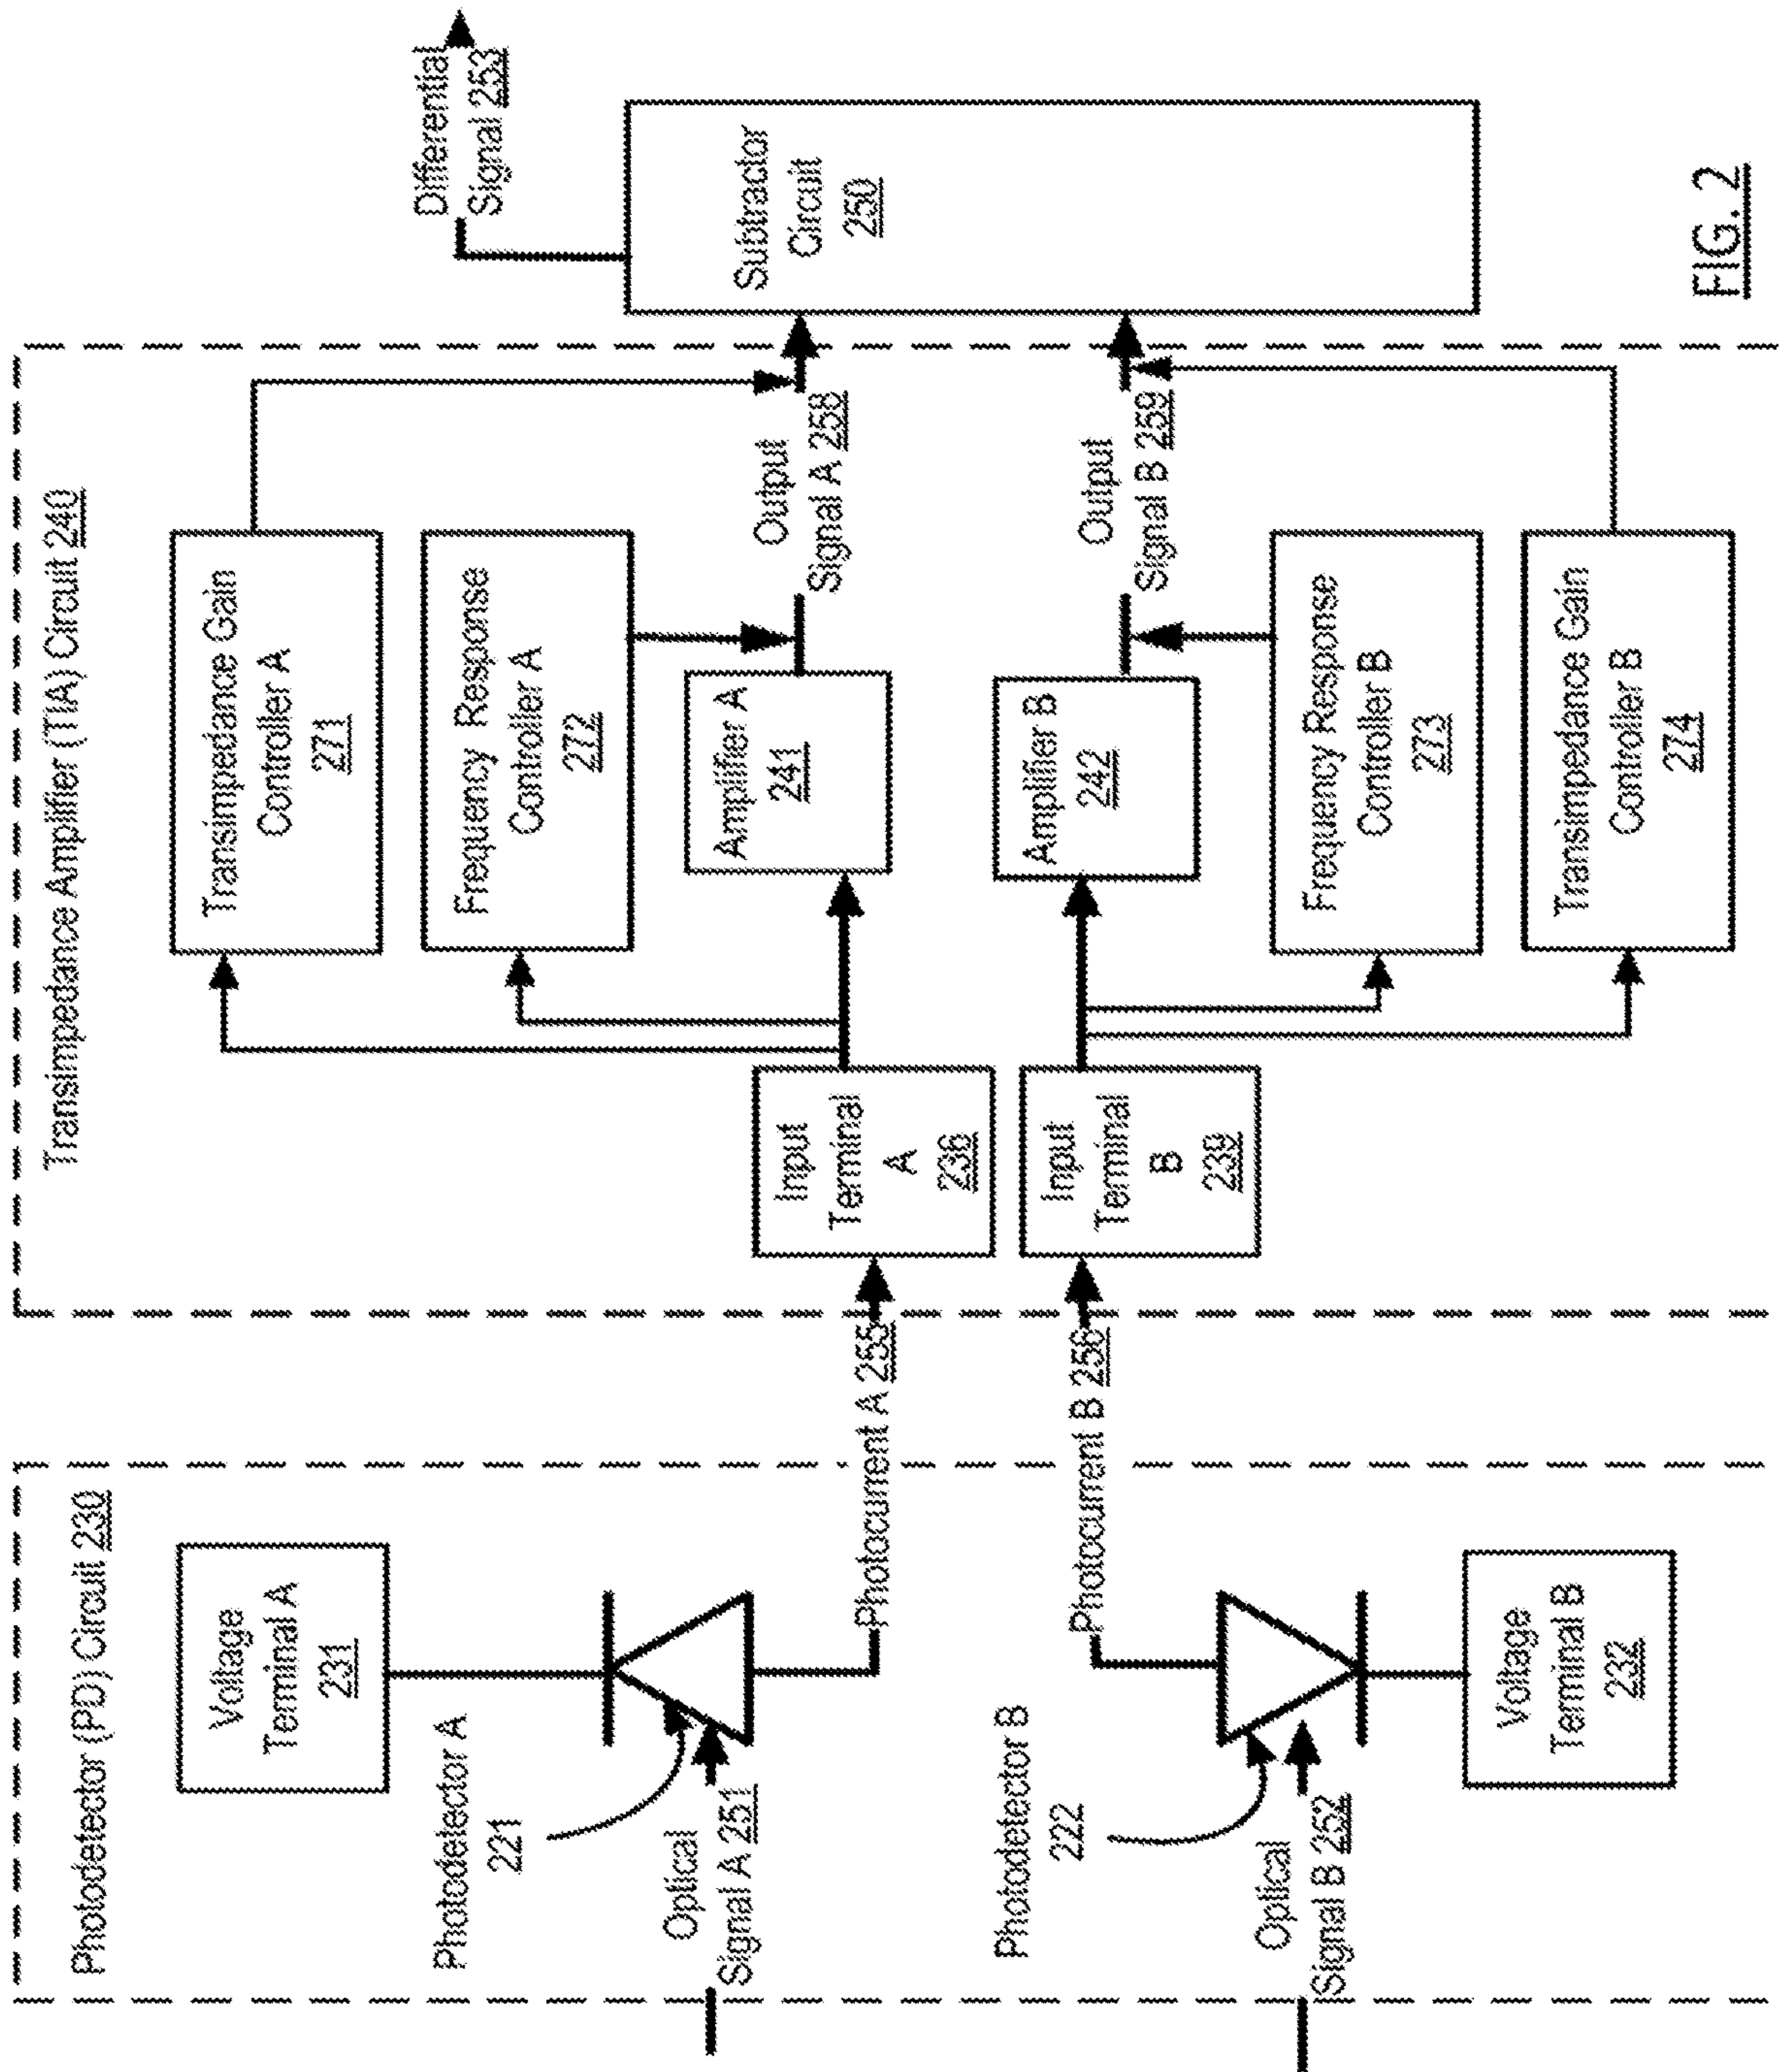 Photodetector (PD) Circuit 230
Voltage
Terminal A
231
Photodetector A
221
Optical
Signal A 251
Photocurrent A 255
Photodetector B
222
Photocurrent B 256
Optical
Signal B 252
Voltage
Terminal B
232
Transimpedance Amplifier (TIA) Circuit 240
Transimpedance Gain
Controller A
271
Frequency Response
Controller A
272
Input
Terminal
A
236
Amplifier A
241
Output
Signal A 258
Input
Terminal
B
239
Amplifier B
242
Output
Signal B 259
Frequency Response
Controller B
273
Transimpedance Gain
Controller B
274
Differential
Signal 253
Subtractor
Circuit
250
FIG. 2